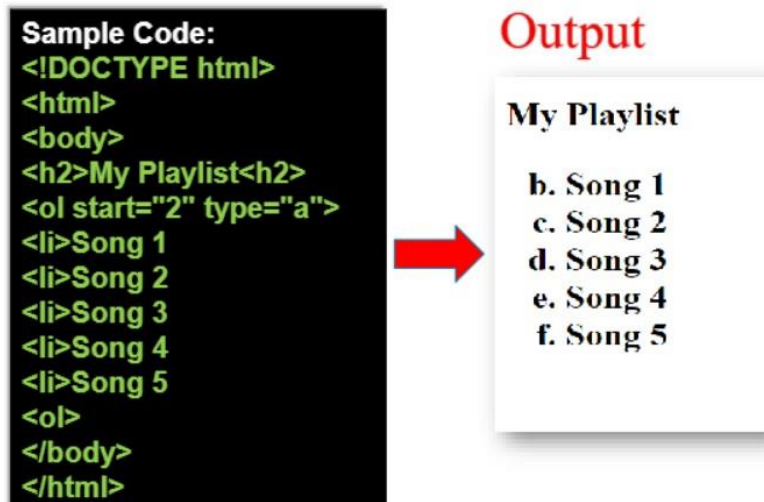 Sample Code:
<!DOCTYPE html>
<html>
<body>
<h2>My Playlist<h2>
<ol start="2" type="a">
<li>Song 1
<li>Song 2
<li>Song 3
<li>Song 4
<li>Song 5
<ol>
</body>
</html>
Output
My Playlist
b. Song 1
c. Song 2
d. Song 3
e. Song 4
f. Song 5